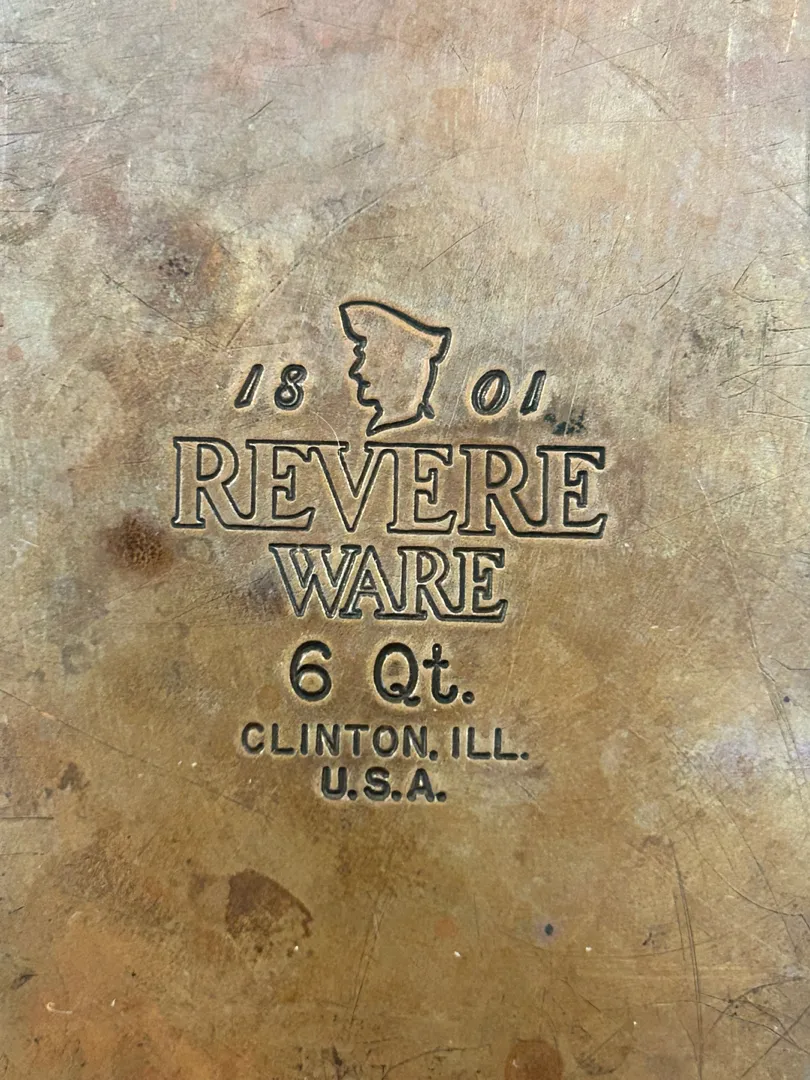 18 01
REVERE
WARE
6 Qt.
CLINTON, ILL.
U.S.A.